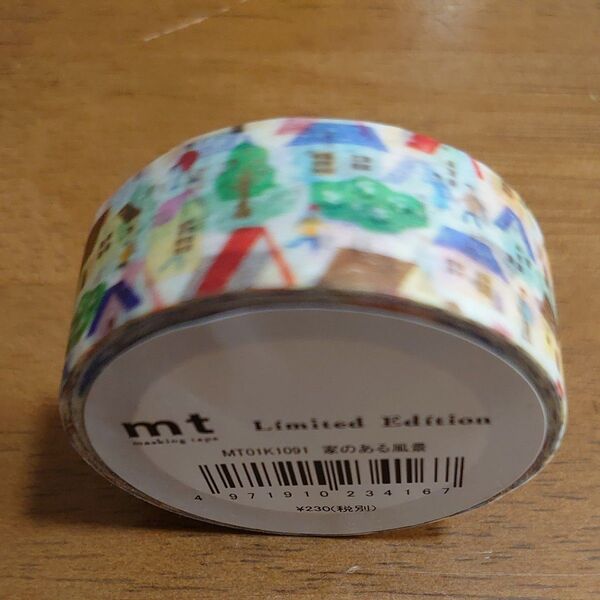 mt Limited Edition
masking tape
MT01K1091 家のある風景
4 971910 234167
¥230(税別)